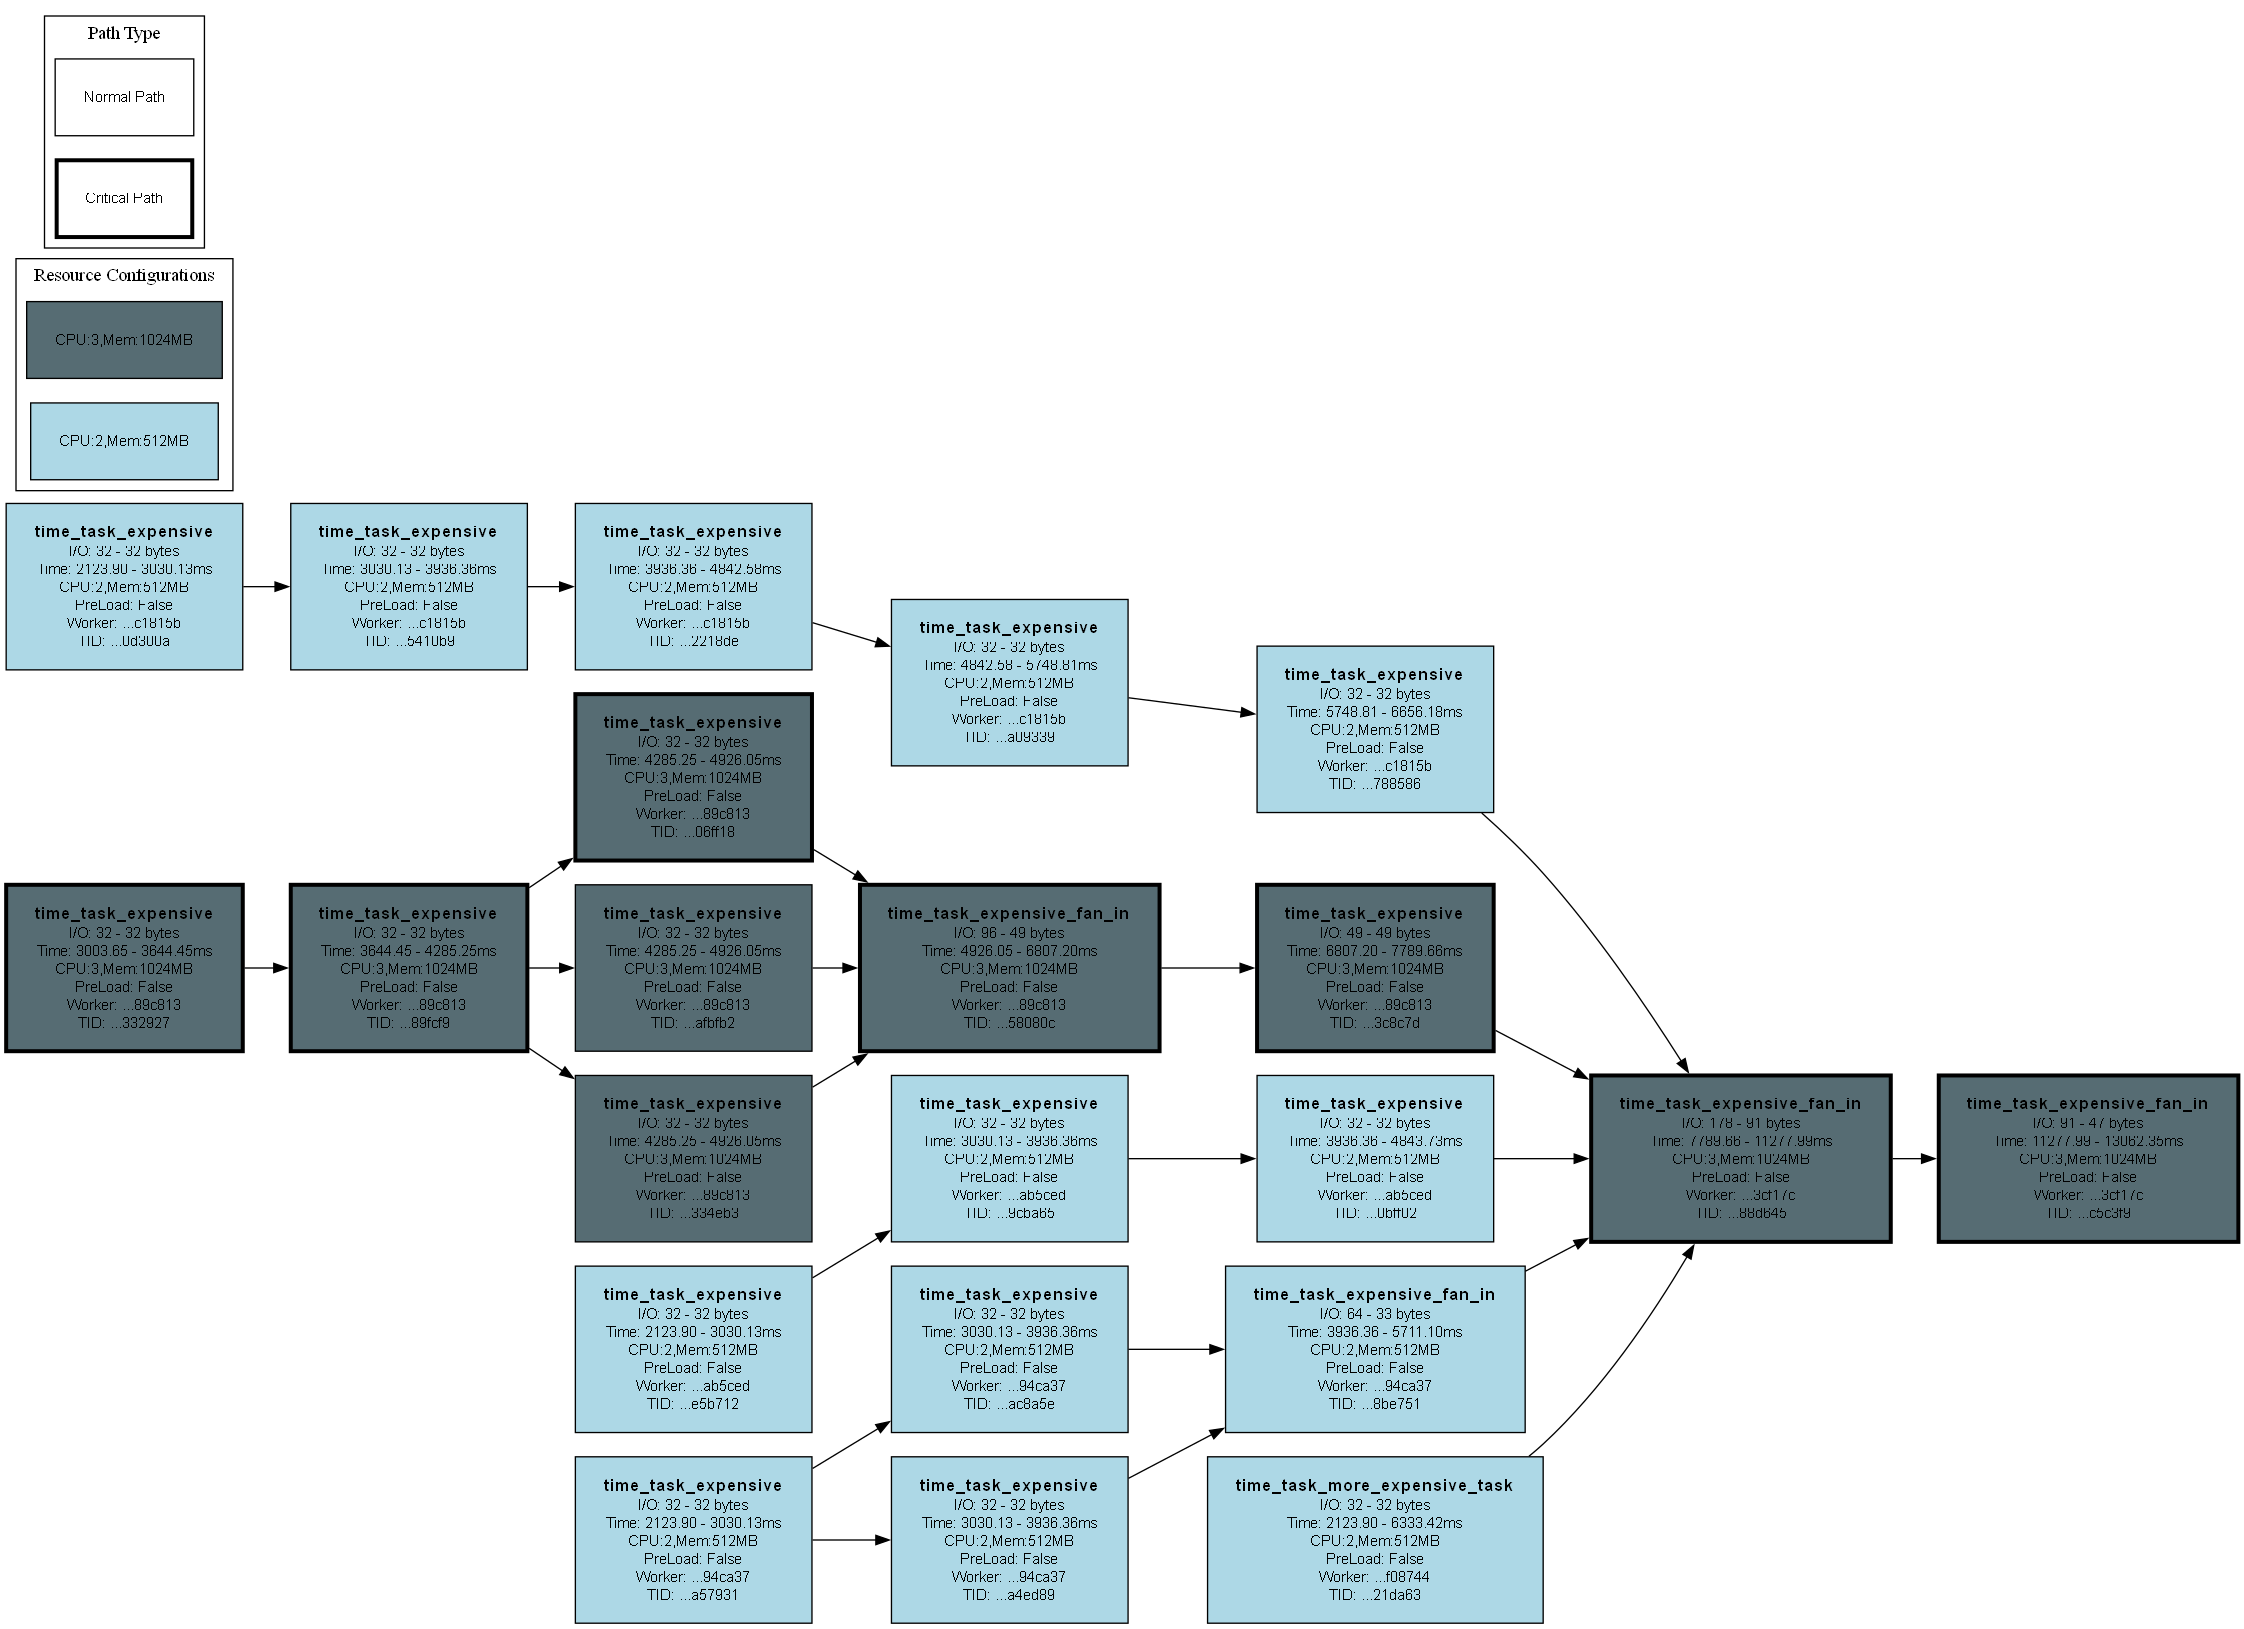 Path Type
Normal Path
Critical Path
Resource Configurations
CPU:3,Mem:1024MB
CPU:2,Mem:512MB
time_task_expensive
I/O: 32 - 32 bytes
Time: 2123.90 - 3030.13ms
CPU:2,Mem:512MB
PreLoad: False
Worker: ...c1815b
TID: ...0d300a
time_task_expensive
I/O: 32 - 32 bytes
Time: 3030.13 - 3936.36ms
CPU:2,Mem:512MB
PreLoad: False
Worker: ...c1815b
TID: ...5410b9
time_task_expensive
I/O: 32 - 32 bytes
Time: 3936.36 - 4842.58ms
CPU:2,Mem:512MB
PreLoad: False
Worker: ...c1815b
TID: ...2218de
time_task_expensive
I/O: 32 - 32 bytes
Time: 4842.58 - 5748.81ms
CPU:2,Mem:512MB
PreLoad: False
Worker: ...c1815b
TID: ...a09339
time_task_expensive
I/O: 32 - 32 bytes
Time: 5748.81 - 6656.18ms
CPU:2,Mem:512MB
PreLoad: False
Worker: ...c1815b
TID: ...788586
time_task_expensive
I/O: 32 - 32 bytes
Time: 4285.25 - 4926.05ms
CPU:3,Mem:1024MB
PreLoad: False
Worker: ...89c813
TID: ...06ff18
time_task_expensive
I/O: 32 - 32 bytes
Time: 3003.65 - 3644.45ms
CPU:3,Mem:1024MB
PreLoad: False
Worker: ...89c813
TID: ...332927
time_task_expensive
I/O: 32 - 32 bytes
Time: 3644.45 - 4285.25ms
CPU:3,Mem:1024MB
PreLoad: False
Worker: ...89c813
TID: ...89fcf9
time_task_expensive
I/O: 32 - 32 bytes
Time: 4285.25 - 4926.05ms
CPU:3,Mem:1024MB
PreLoad: False
Worker: ...89c813
TID: ...afbfb2
time_task_expensive_fan_in
I/O: 96 - 49 bytes
Time: 4926.05 - 6807.20ms
CPU:3,Mem:1024MB
PreLoad: False
Worker: ...89c813
TID: ...58080c
time_task_expensive
I/O: 49 - 49 bytes
Time: 6807.20 - 7789.66ms
CPU:3,Mem:1024MB
PreLoad: False
Worker: ...89c813
TID: ...3c8c7d
time_task_expensive
I/O: 32 - 32 bytes
Time: 4285.25 - 4926.05ms
CPU:3,Mem:1024MB
PreLoad: False
Worker: ...89c813
TID: ...334eb3
time_task_expensive
I/O: 32 - 32 bytes
Time: 3030.13 - 3936.36ms
CPU:2,Mem:512MB
PreLoad: False
Worker: ...ab5ced
TID: ...9cba65
time_task_expensive
I/O: 32 - 32 bytes
Time: 3936.36 - 4843.73ms
CPU:2,Mem:512MB
PreLoad: False
Worker: ...ab5ced
TID: ...0bff02
time_task_expensive_fan_in
I/O: 178 - 91 bytes
Time: 7789.66 - 11277.99ms
CPU:3,Mem:1024MB
PreLoad: False
Worker: ...3cf17c
TID: ...88d645
time_task_expensive_fan_in
I/O: 91 - 47 bytes
Time: 11277.99 - 13062.35ms
CPU:3,Mem:1024MB
PreLoad: False
Worker: ...3cf17c
TID: ...c5c3f9
time_task_expensive
I/O: 32 - 32 bytes
Time: 2123.90 - 3030.13ms
CPU:2,Mem:512MB
PreLoad: False
Worker: ...ab5ced
TID: ...e5b712
time_task_expensive
I/O: 32 - 32 bytes
Time: 3030.13 - 3936.36ms
CPU:2,Mem:512MB
PreLoad: False
Worker: ...94ca37
TID: ...ac8a5e
time_task_expensive_fan_in
I/O: 64 - 33 bytes
Time: 3936.36 - 5711.10ms
CPU:2,Mem:512MB
PreLoad: False
Worker: ...94ca37
TID: ...8be751
time_task_expensive
I/O: 32 - 32 bytes
Time: 2123.90 - 3030.13ms
CPU:2,Mem:512MB
PreLoad: False
Worker: ...94ca37
TID: ...a57931
time_task_expensive
I/O: 32 - 32 bytes
Time: 3030.13 - 3936.36ms
CPU:2,Mem:512MB
PreLoad: False
Worker: ...94ca37
TID: ...a4ed89
time_task_more_expensive_task
I/O: 32 - 32 bytes
Time: 2123.90 - 6333.42ms
CPU:2,Mem:512MB
PreLoad: False
Worker: ...f08744
TID: ...21da63